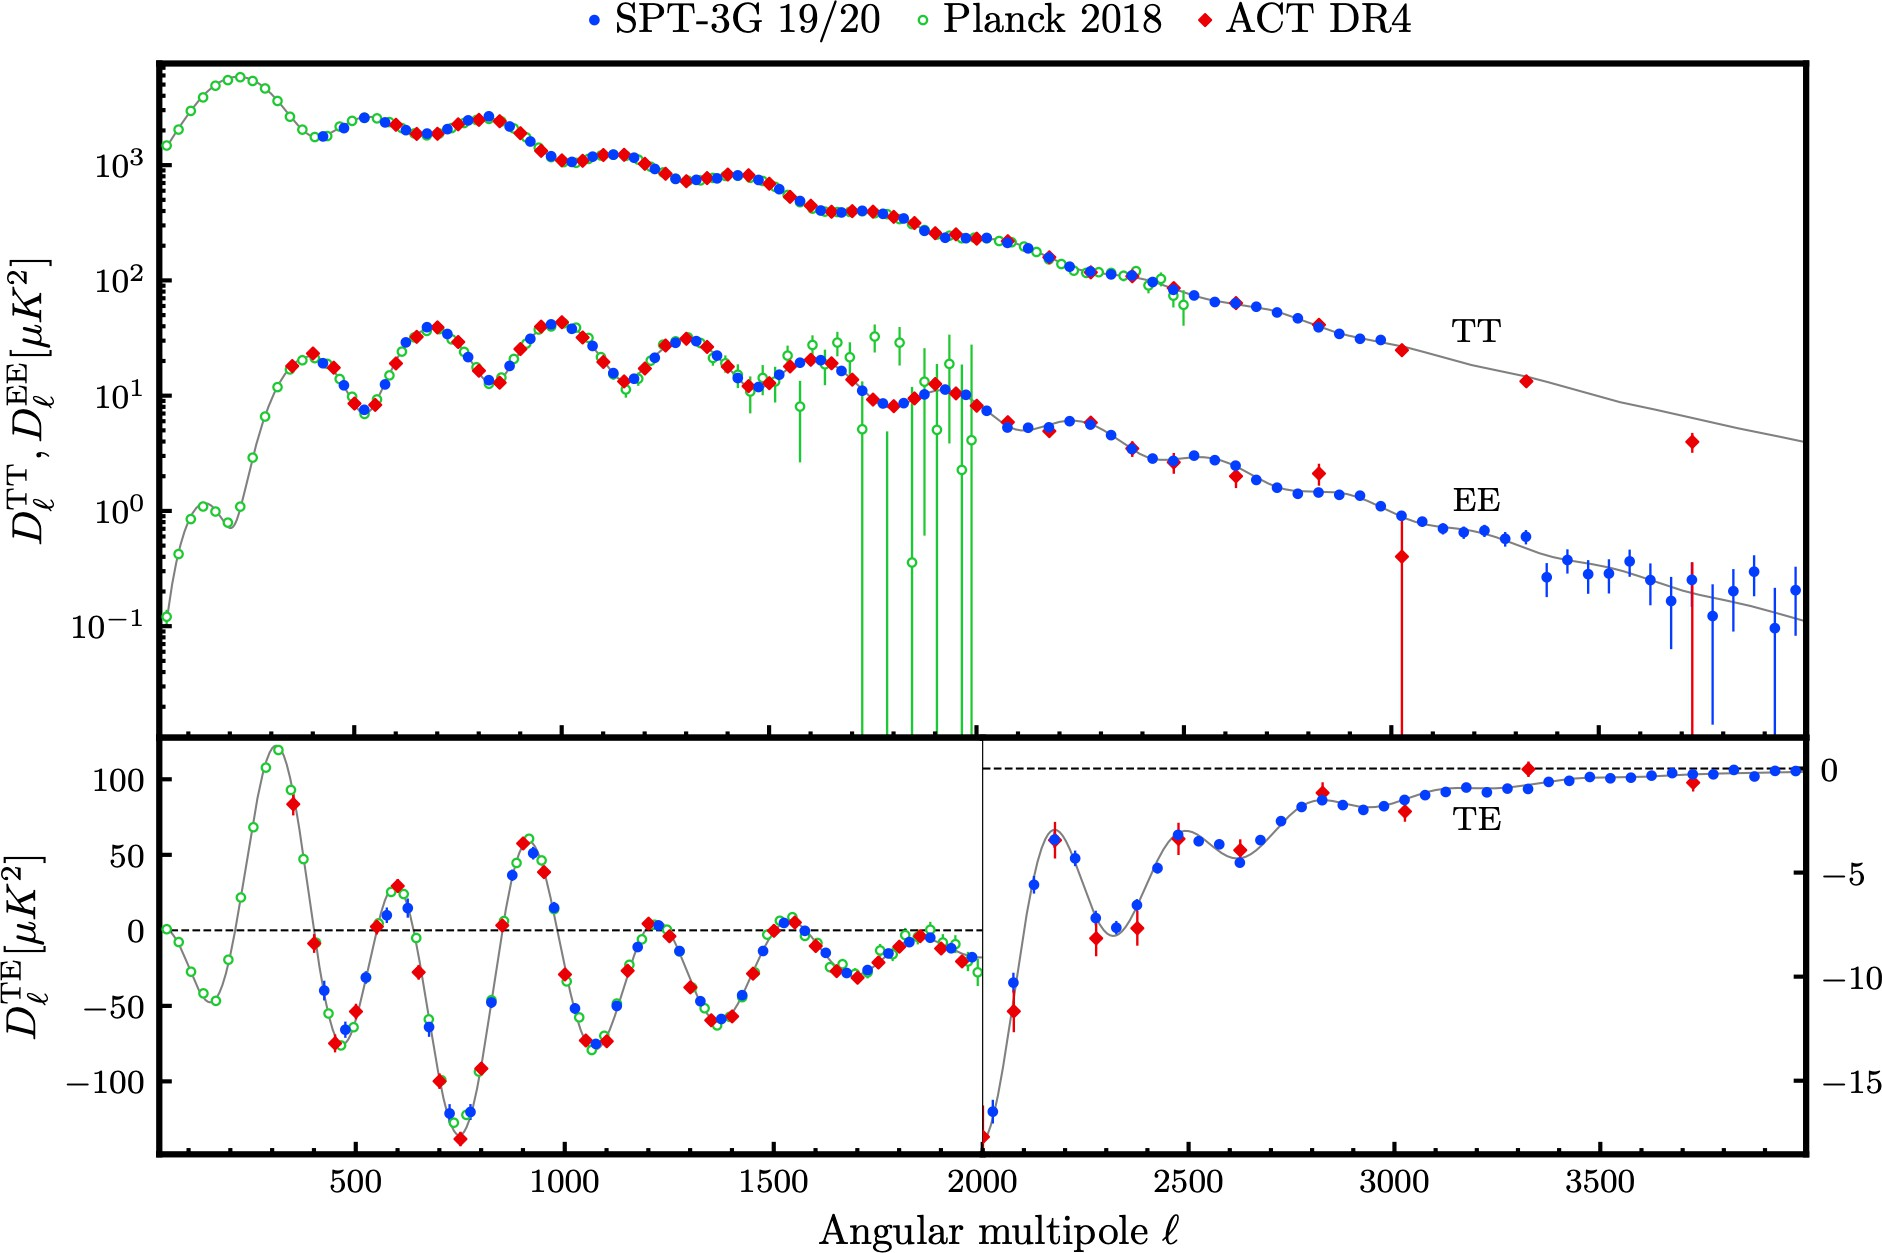 SPT-3G 19/20 Planck 2018 ACT DR4
D_ℓ^TT, D_ℓ^EE [μK²]
10³
10²
10¹
10⁰
10⁻¹
TT
EE
D_ℓ^TE [μK²]
100
50
0
−50
−100
0
−5
−10
−15
TE
500 1000 1500 2000 2500 3000 3500
Angular multipole ℓ